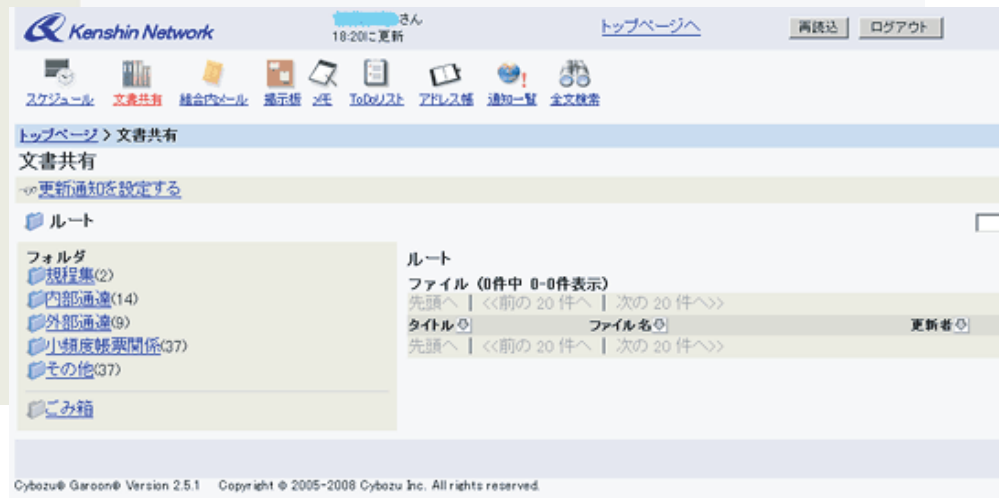 Kenshin Network
さん
18:20に更新
トップページへ
再読込
ログアウト
スケジュール 文書共有 組合内メール 掲示板 メモ ToDoリスト アドレス帳 通知一覧 全文検索
トップページ > 文書共有
文書共有
更新通知を設定する
ルート
フォルダ
規程集(2)
内部通達(14)
外部通達(9)
小頻度帳票関係(37)
その他(37)
ごみ箱
ルート
ファイル (0件中 0-0件表示)
先頭へ | <<前の 20 件へ | 次の 20 件へ>>
タイトル ファイル名 更新者
先頭へ | <<前の 20 件へ | 次の 20 件へ>>
Cybozu® Garoon® Version 2.5.1 Copyright © 2005-2008 Cybozu Inc. All rights reserved.